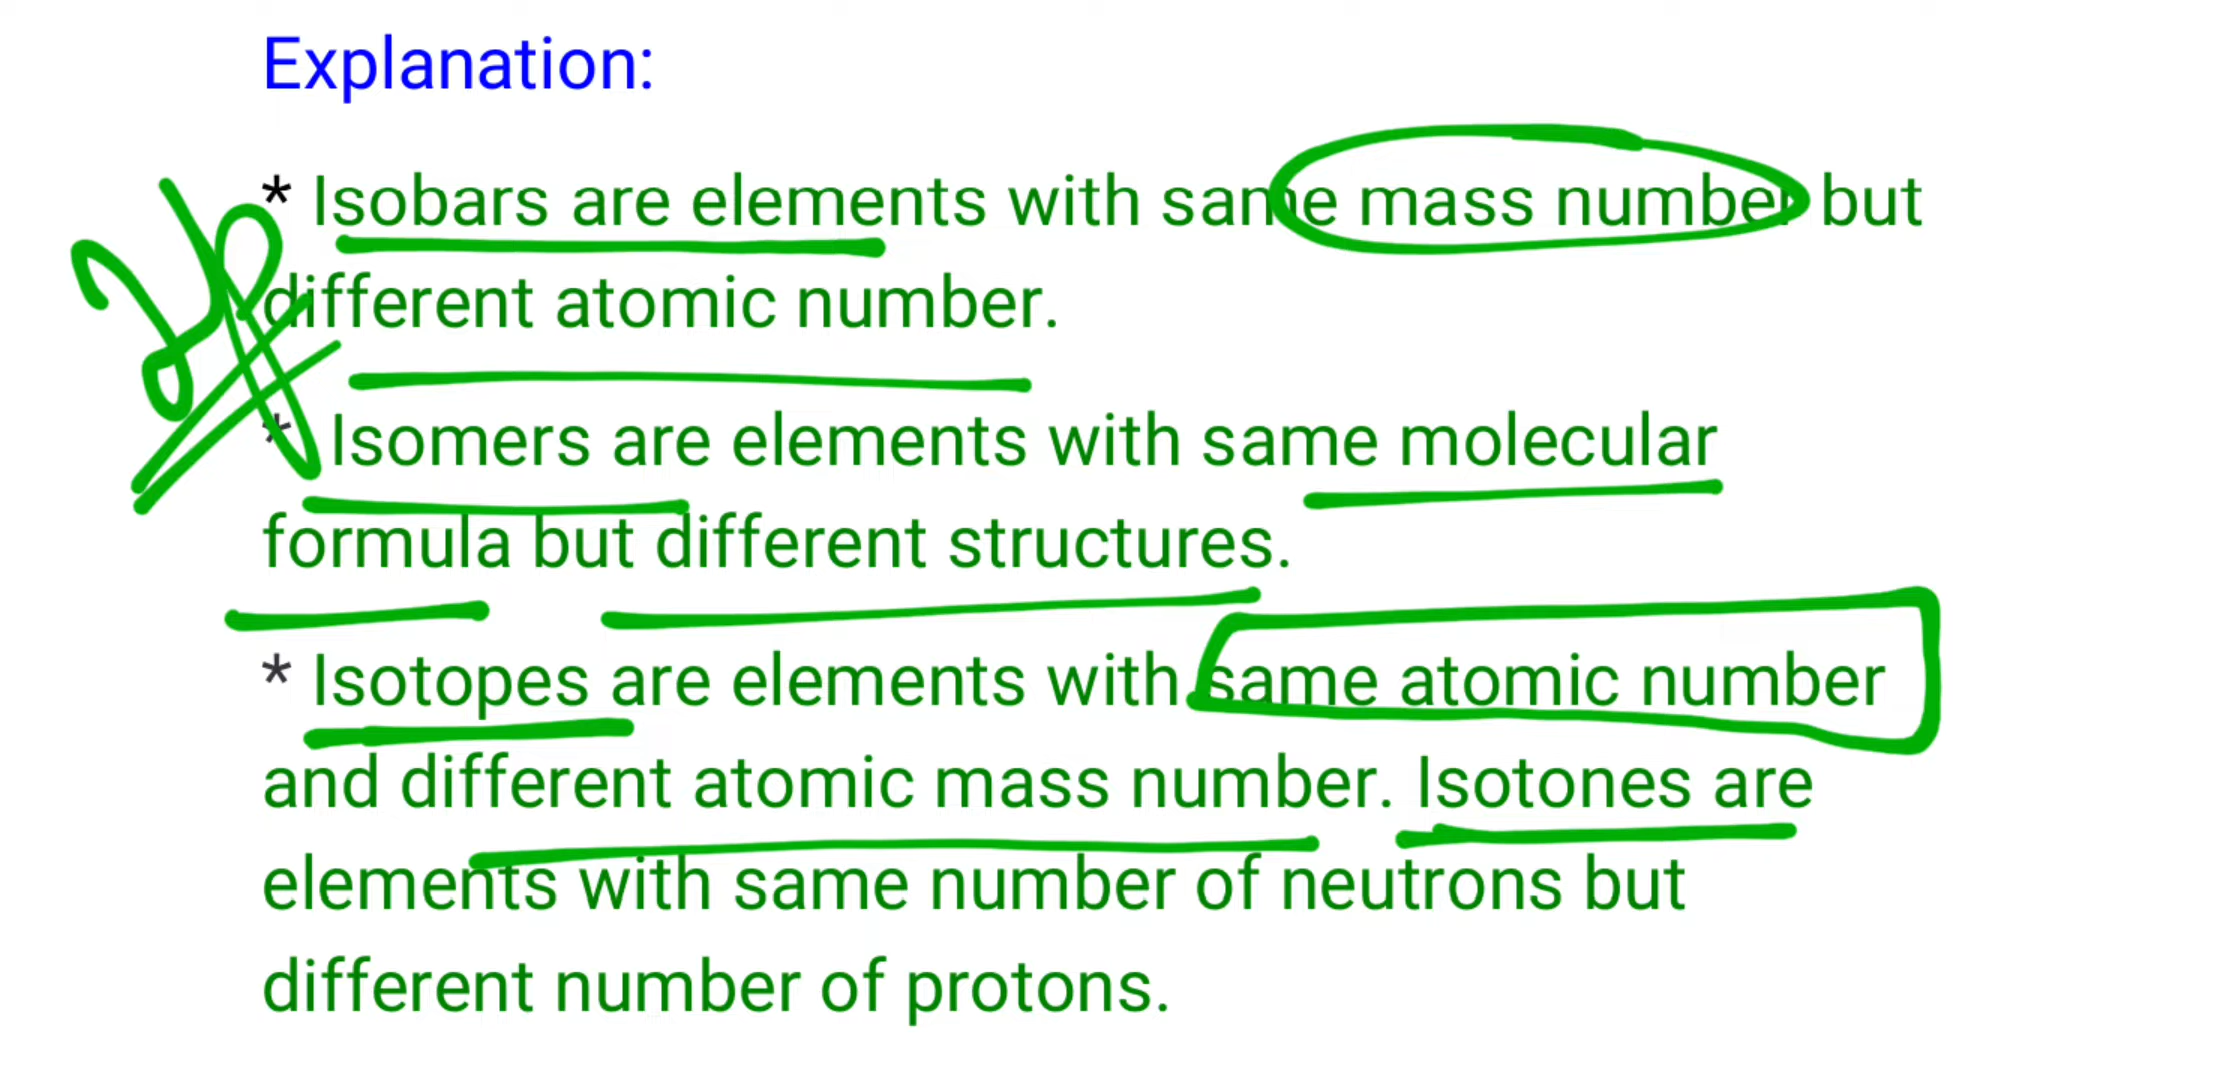 Explanation:
* Isobars are elements with same mass number but
different atomic number.
* Isomers are elements with same molecular
formula but different structures.
* Isotopes are elements with same atomic number
and different atomic mass number. Isotones are
elements with same number of neutrons but
different number of protons.